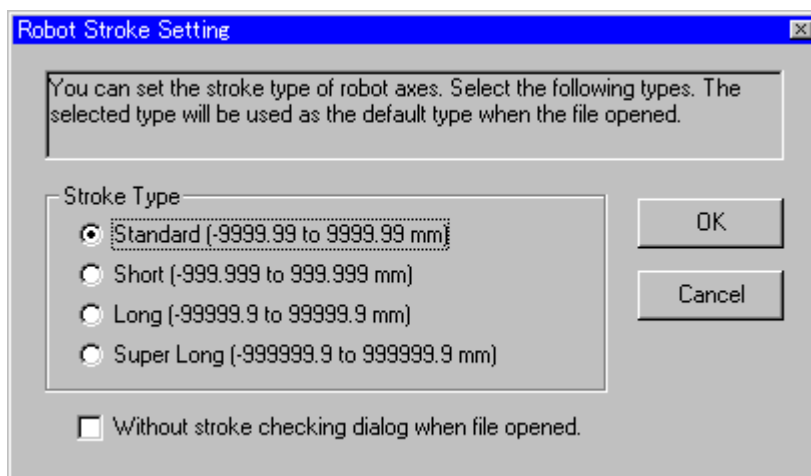 Robot Stroke Setting
You can set the stroke type of robot axes. Select the following types. The
selected type will be used as the default type when the file opened.
Stroke Type
Standard (-9999.99 to 9999.99 mm)
Short (-999.999 to 999.999 mm)
Long (-99999.9 to 99999.9 mm)
Super Long (-999999.9 to 999999.9 mm)
OK
Cancel
Without stroke checking dialog when file opened.